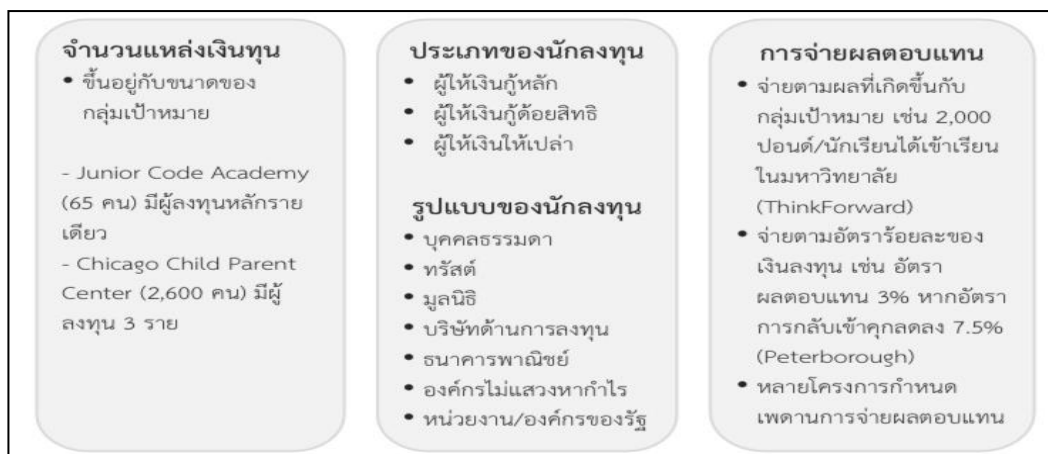 จำนวนแหล่งเงินทุน
• ขึ้นอยู่กับขนาดของ
กลุ่มเป้าหมาย
- Junior Code Academy
(65 คน) มีผู้ลงทุนหลักราย
เดียว
- Chicago Child Parent
Center (2,600 คน) มีผู้
ลงทุน 3 ราย
ประเภทของนักลงทุน
• ผู้ให้เงินกู้หลัก
• ผู้ให้เงินกู้ด้อยสิทธิ
• ผู้ให้เงินให้เปล่า
รูปแบบของนักลงทุน
• บุคคลธรรมดา
• ทรัสต์
• มูลนิธิ
• บริษัทด้านการลงทุน
• ธนาคารพาณิชย์
• องค์กรไม่แสวงหากำไร
• หน่วยงาน/องค์กรของรัฐ
การจ่ายผลตอบแทน
• จ่ายตามผลที่เกิดขึ้นกับ
กลุ่มเป้าหมาย เช่น 2,000
ปอนด์/นักเรียนได้เข้าเรียน
ในมหาวิทยาลัย
(ThinkForward)
• จ่ายตามอัตราร้อยละของ
เงินลงทุน เช่น อัตรา
ผลตอบแทน 3% หากอัตรา
การกลับเข้าคุกลดลง 7.5%
(Peterborough)
• หลายโครงการกำหนด
เพดานการจ่ายผลตอบแทน